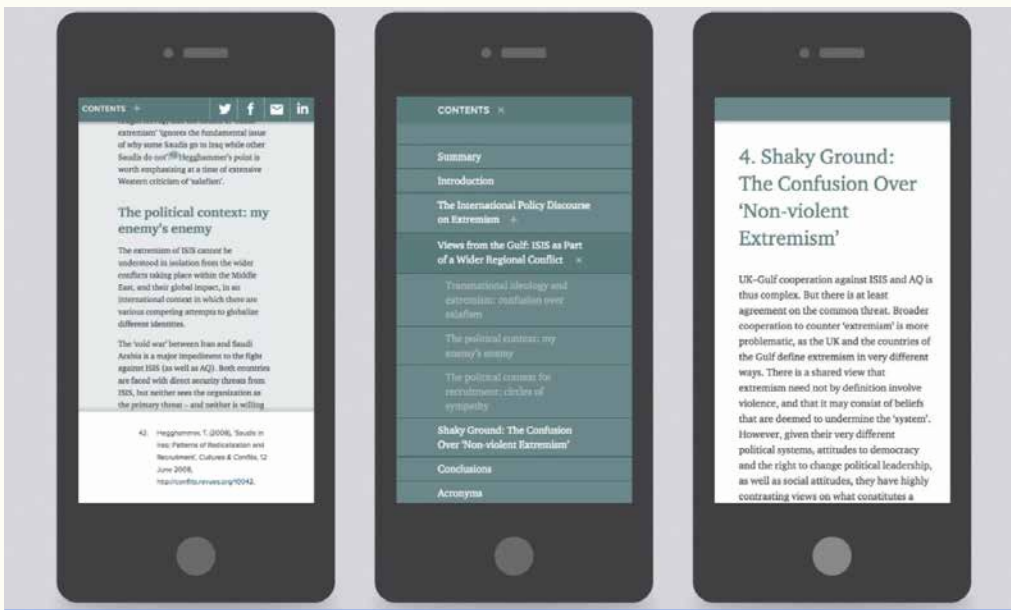 CONTENTS +
extremism' 'ignores the fundamental issue
of why some Saudis go to Iraq while other
Saudis do not'. Hegghammer's point is
worth emphasizing at a time of extensive
Western criticism of 'salafism'.
The political context: my
enemy's enemy
The extremism of ISIS cannot be
understood in isolation from the wider
conflicts taking place within the Middle
East, and their global impact, in an
international context in which there are
various competing attempts to globalize
different identities.
The 'cold war' between Iran and Saudi
Arabia is a major impediment to the fight
against ISIS (as well as AQ). Both countries
are faced with direct security threats from
ISIS, but neither sees the organization as
the primary threat – and neither is willing
42. Hegghammer, T. (2008), 'Saudis in
Iraq: Patterns of Radicalization and
Recruitment', Cultures & Conflits, 12
June 2008,
http://conflits.revues.org/10042.
CONTENTS ×
Summary
Introduction
The International Policy Discourse
on Extremism +
Views from the Gulf: ISIS as Part
of a Wider Regional Conflict ×
Transnational ideology and
extremism: confusion over
salafism
The political context: my
enemy's enemy
The political context for
recruitment: circles of
sympathy
Shaky Ground: The Confusion
Over 'Non-violent Extremism'
Conclusions
Acronyms
4. Shaky Ground:
The Confusion Over
'Non-violent
Extremism'
UK–Gulf cooperation against ISIS and AQ is
thus complex. But there is at least
agreement on the common threat. Broader
cooperation to counter 'extremism' is more
problematic, as the UK and the countries of
the Gulf define extremism in very different
ways. There is a shared view that
extremism need not by definition involve
violence, and that it may consist of beliefs
that are deemed to undermine the 'system'.
However, given their very different
political systems, attitudes to democracy
and the right to change political leadership,
as well as social attitudes, they have highly
contrasting views on what constitutes a